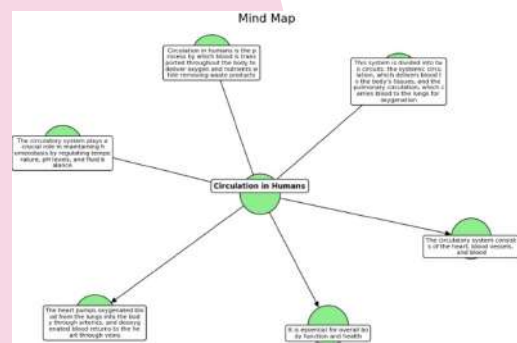 Mind Map
Circulation in humans is the p
rocess by which blood is trans
ported throughout the body to
deliver oxygen and nutrients w
hile removing waste products
This system is divided into tw
o circuits: the systemic circu
lation, which delivers blood t
o the body's tissues, and the
pulmonary circulation, which c
arries blood to the lungs for
oxygenation
The circulatory system plays a
crucial role in maintaining h
omeostasis by regulating tempe
rature, pH levels, and fluid b
alance
Circulation in Humans
The circulatory system consist
s of the heart, blood vessels,
and blood
The heart pumps oxygenated blo
od from the lungs into the bod
y through arteries, and deoxyg
enated blood returns to the he
art through veins
It is essential for overall bo
dy function and health